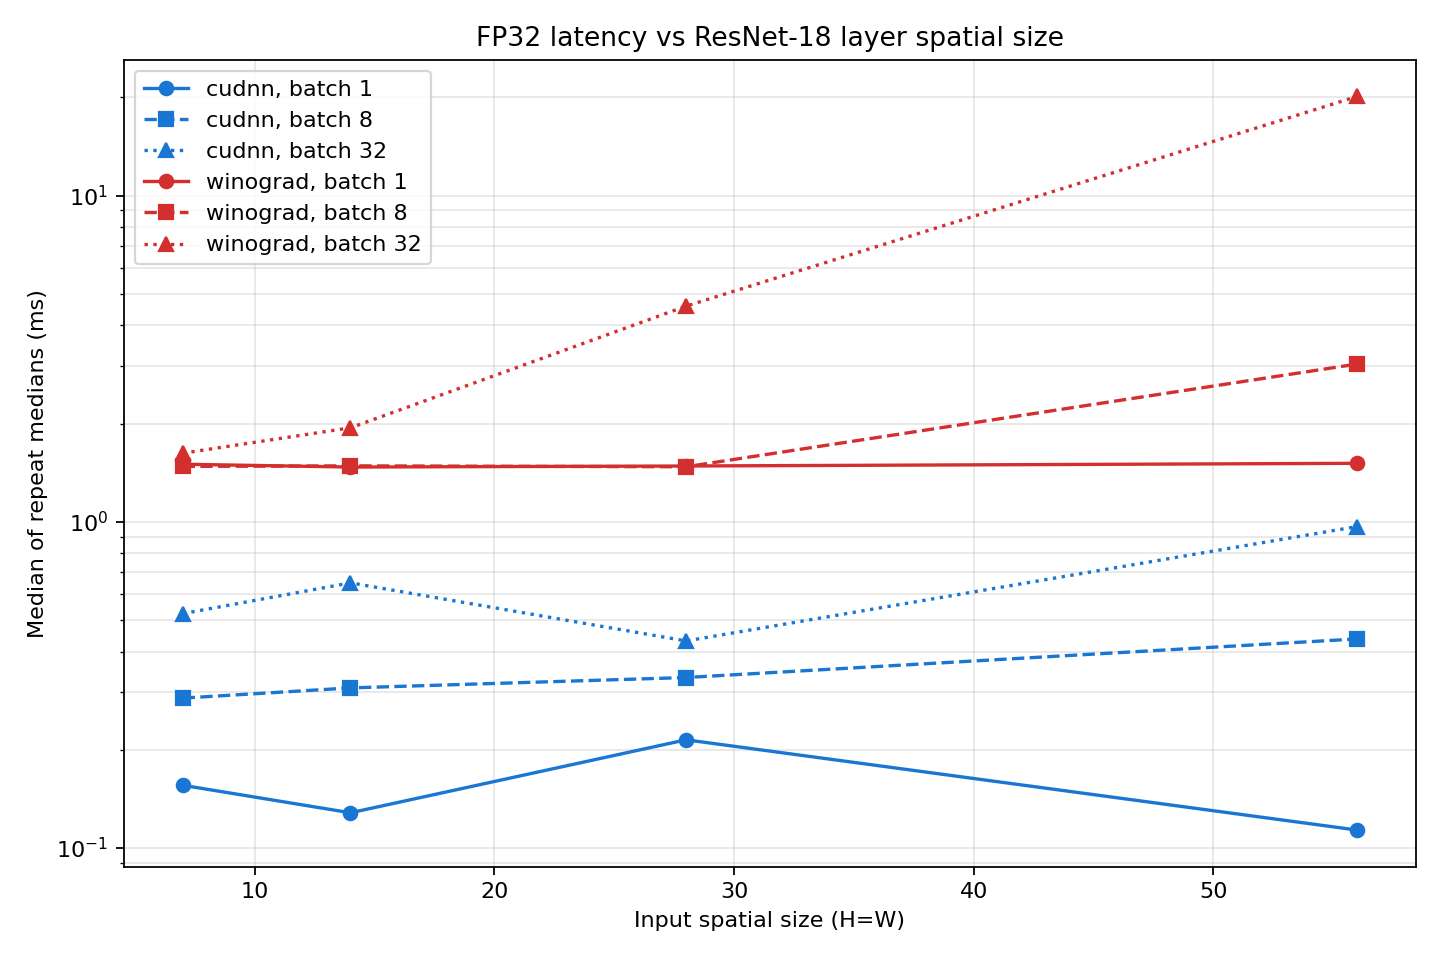 FP32 latency vs ResNet-18 layer spatial size
cudnn, batch 1
cudnn, batch 8
cudnn, batch 32
winograd, batch 1
winograd, batch 8
winograd, batch 32
Median of repeat medians (ms)
10¹
10⁰
10⁻¹
10 20 30 40 50
Input spatial size (H=W)